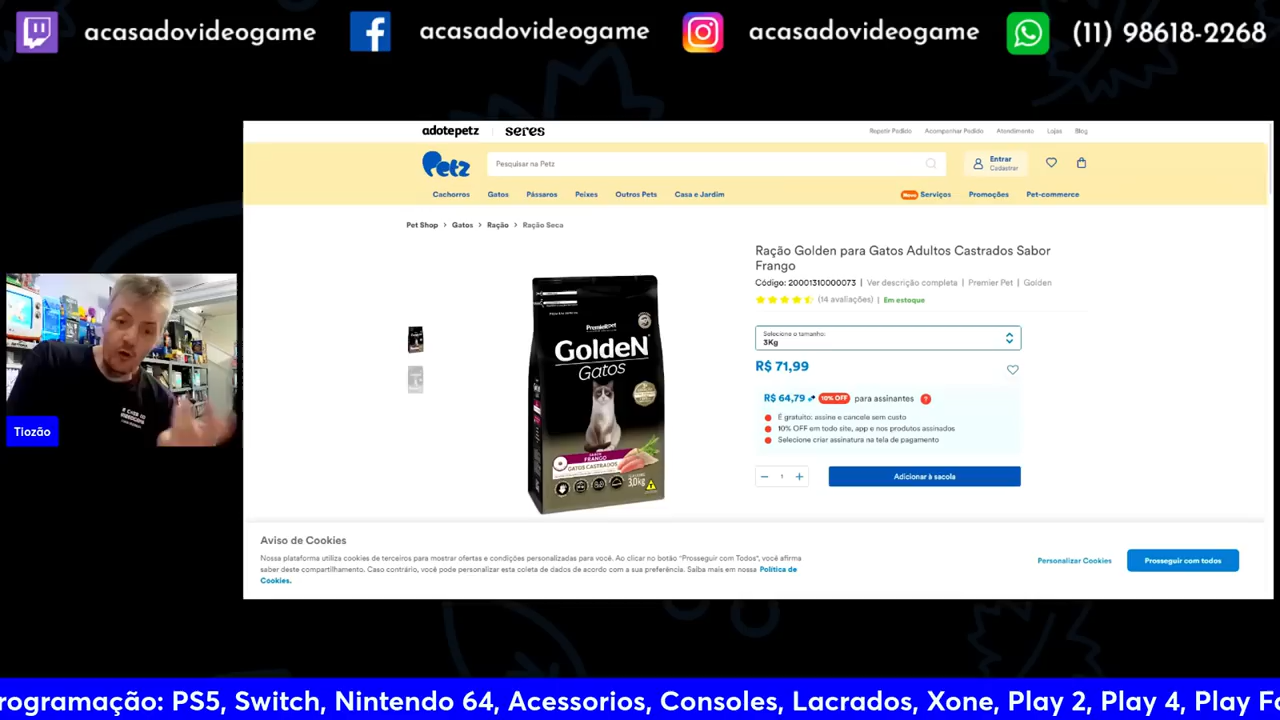 acasadovideogame
acasadovideogame
acasadovideogame
(11) 98618-2268
adotepetz
seres
Repetir Pedido
Acompanhar Pedido
Atendimento
Lojas
Blog
Petz
Pesquisar na Petz
Entrar
Cadastrar
Cachorros
Gatos
Pássaros
Peixes
Outros Pets
Casa e Jardim
Novo
Serviços
Promoções
Pet-commerce
Pet Shop > Gatos > Ração > Ração Seca
Ração Golden para Gatos Adultos Castrados Sabor
Frango
Código: 20001310000073 | Ver descrição completa | Premier Pet | Golden
(14 avaliações) | Em estoque
Selecione o tamanho:
3Kg
R$ 71,99
R$ 64,79 10% OFF para assinantes ?
É gratuito: assine e cancele sem custo
10% OFF em todo site, app e nos produtos assinados
Selecione criar assinatura na tela de pagamento
− 1 +
Adicionar à sacola
PremieRpet
GoldeN
Gatos
SABOR
FRANGO
GATOS CASTRADOS
3,0kg
Tiozão
Aviso de Cookies
Nossa plataforma utiliza cookies de terceiros para mostrar ofertas e condições personalizadas para você. Ao clicar no botão "Prosseguir com Todos", você afirma
saber deste compartilhamento. Caso contrário, você pode personalizar esta coleta de dados de acordo com a sua preferência. Saiba mais em nossa Política de
Cookies.
Personalizar Cookies
Prosseguir com todos
rogramação: PS5, Switch, Nintendo 64, Acessorios, Consoles, Lacrados, Xone, Play 2, Play 4, Play Fo